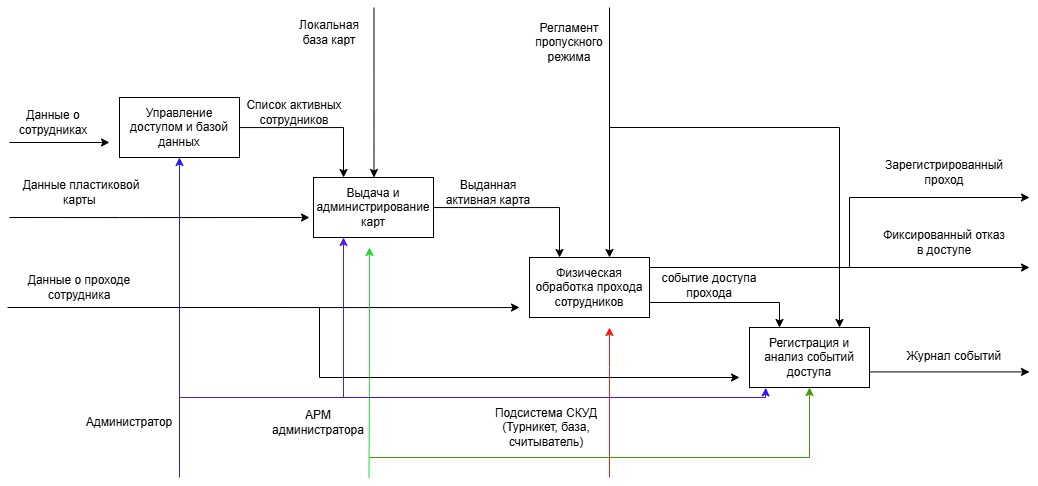 Локальная
база карт
Регламент
пропускного
режима
Данные о
сотрудниках
Управление
доступом и базой
данных
Список активных
сотрудников
Данные пластиковой
карты
Выдача и
администрирование
карт
Выданная
активная карта
Зарегистрированный
проход
Фиксированный отказ
в доступе
Данные о проходе
сотрудника
Физическая
обработка прохода
сотрудников
событие доступа
прохода
Регистрация и
анализ событий
доступа
Журнал событий
Администратор
АРМ
администратора
Подсистема СКУД
(Турникет, база,
считыватель)